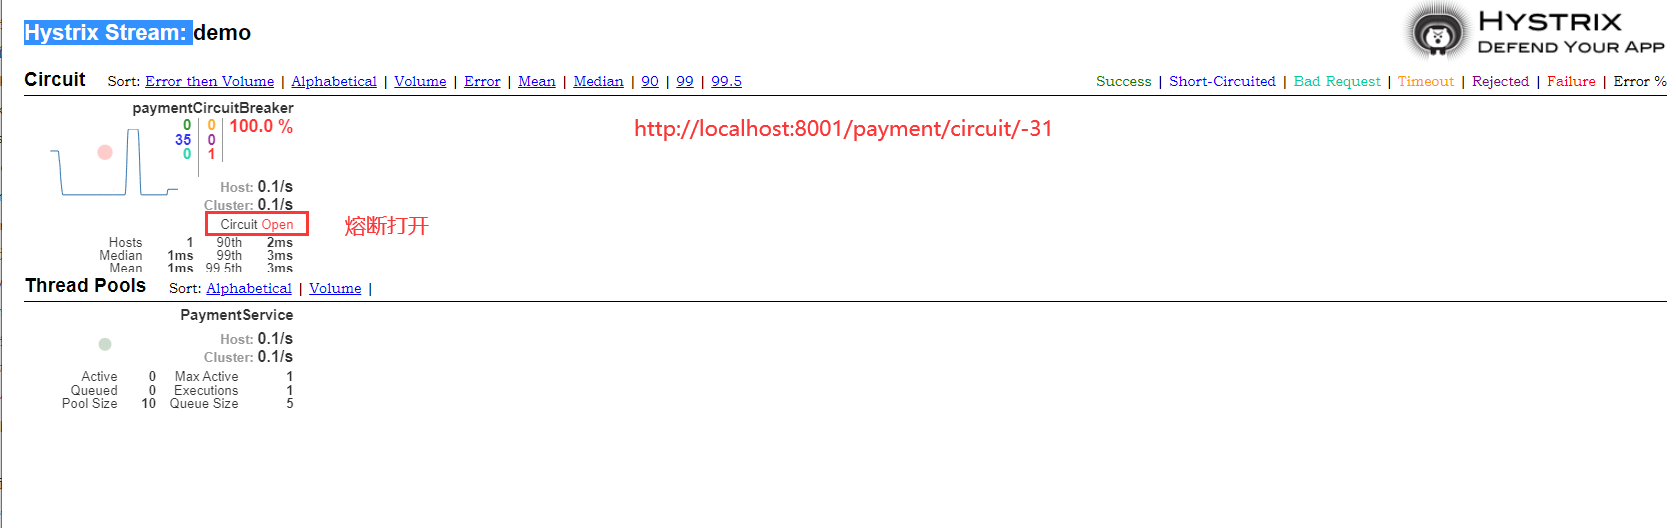 Hystrix Stream: demo
HYSTRIX
DEFEND YOUR APP
Circuit Sort: Error then Volume | Alphabetical | Volume | Error | Mean | Median | 90 | 99 | 99.5
Success | Short-Circuited | Bad Request | Timeout | Rejected | Failure | Error %
paymentCircuitBreaker
0 0 100.0 %
35 0
0 1
http://localhost:8001/payment/circuit/-31
Host: 0.1/s
Cluster: 0.1/s
Circuit Open
熔断打开
Hosts 1 90th 2ms
Median 1ms 99th 3ms
Mean 1ms 99.5th 3ms
Thread Pools Sort: Alphabetical | Volume |
PaymentService
Host: 0.1/s
Cluster: 0.1/s
Active 0 Max Active 1
Queued 0 Executions 1
Pool Size 10 Queue Size 5